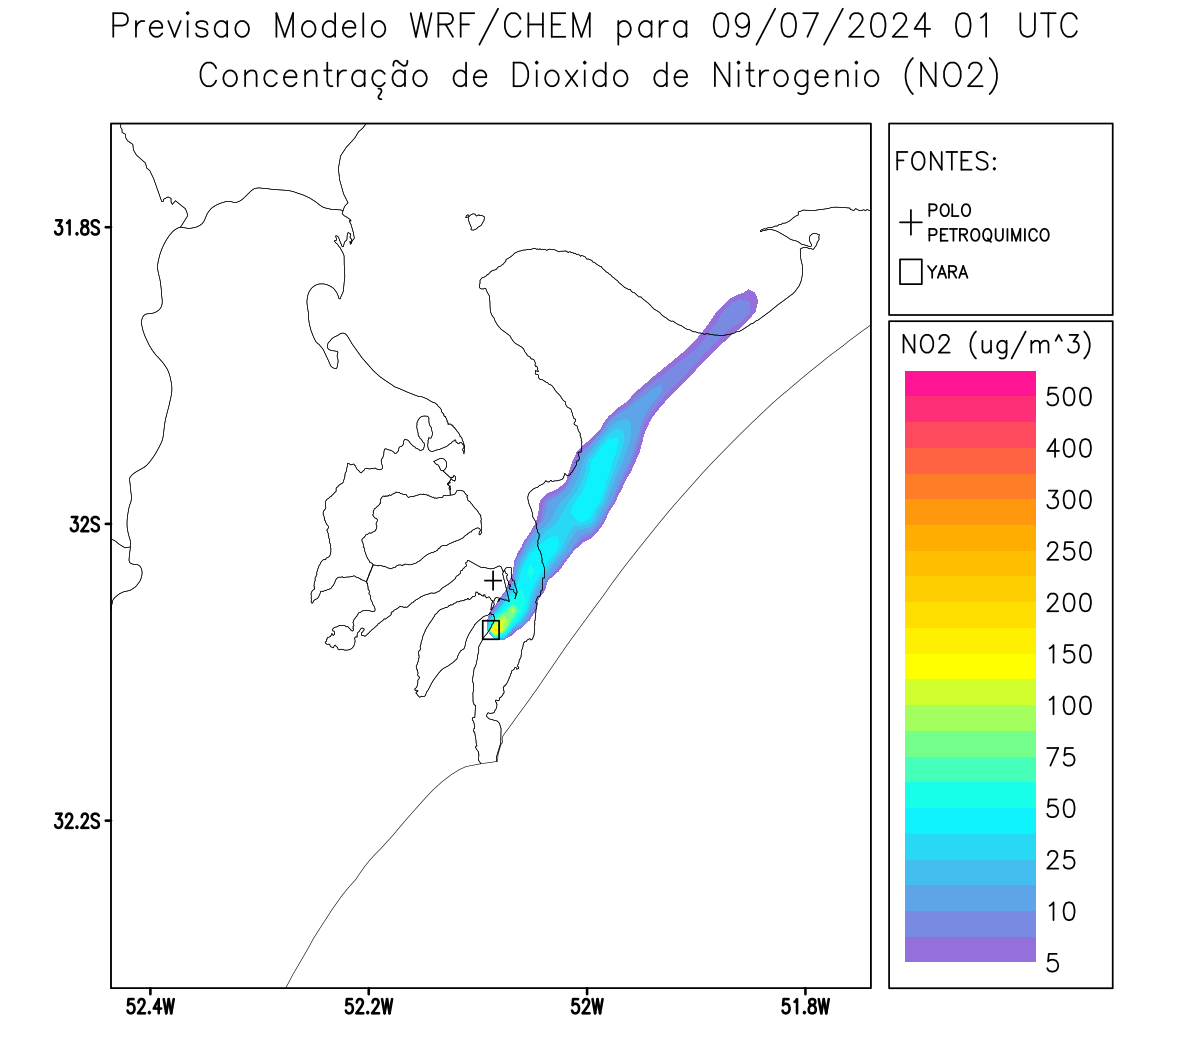 Previsao Modelo WRF/CHEM para 09/07/2024 01 UTC
Concentração de Dioxido de Nitrogenio (NO2)
FONTES:
POLO
PETROQUIMICO
YARA
NO2 (ug/m^3)
500
400
300
250
200
150
100
75
50
25
10
5
31.8S
32S
32.2S
52.4W
52.2W
52W
51.8W